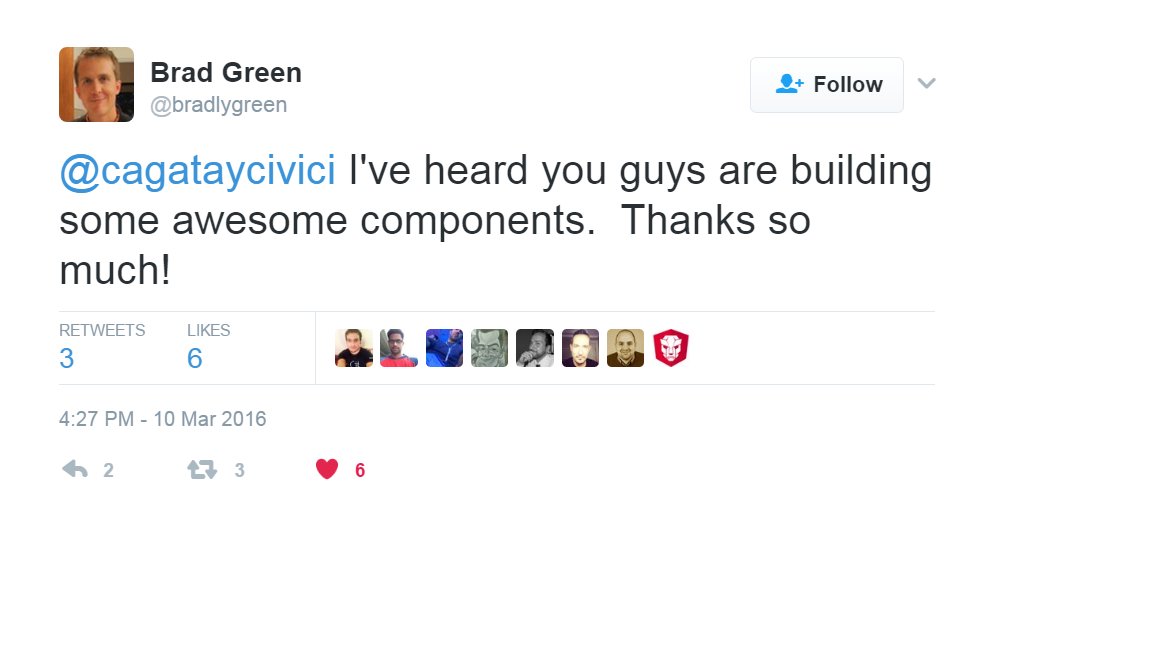 Brad Green
@bradlygreen
Follow
@cagataycivici I've heard you guys are building
some awesome components.  Thanks so
much!
RETWEETS
LIKES
3
6
4:27 PM - 10 Mar 2016
2
3
6